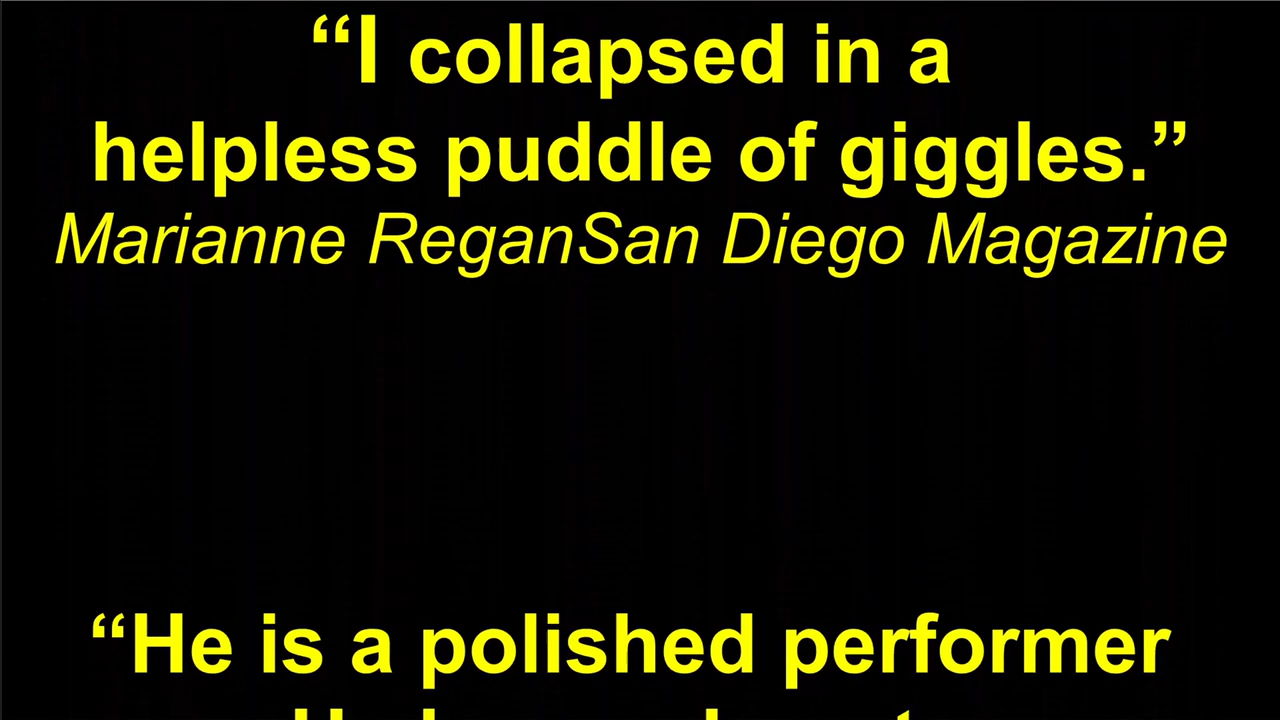 “I collapsed in a
helpless puddle of giggles.”
Marianne ReganSan Diego Magazine
“He is a polished performer